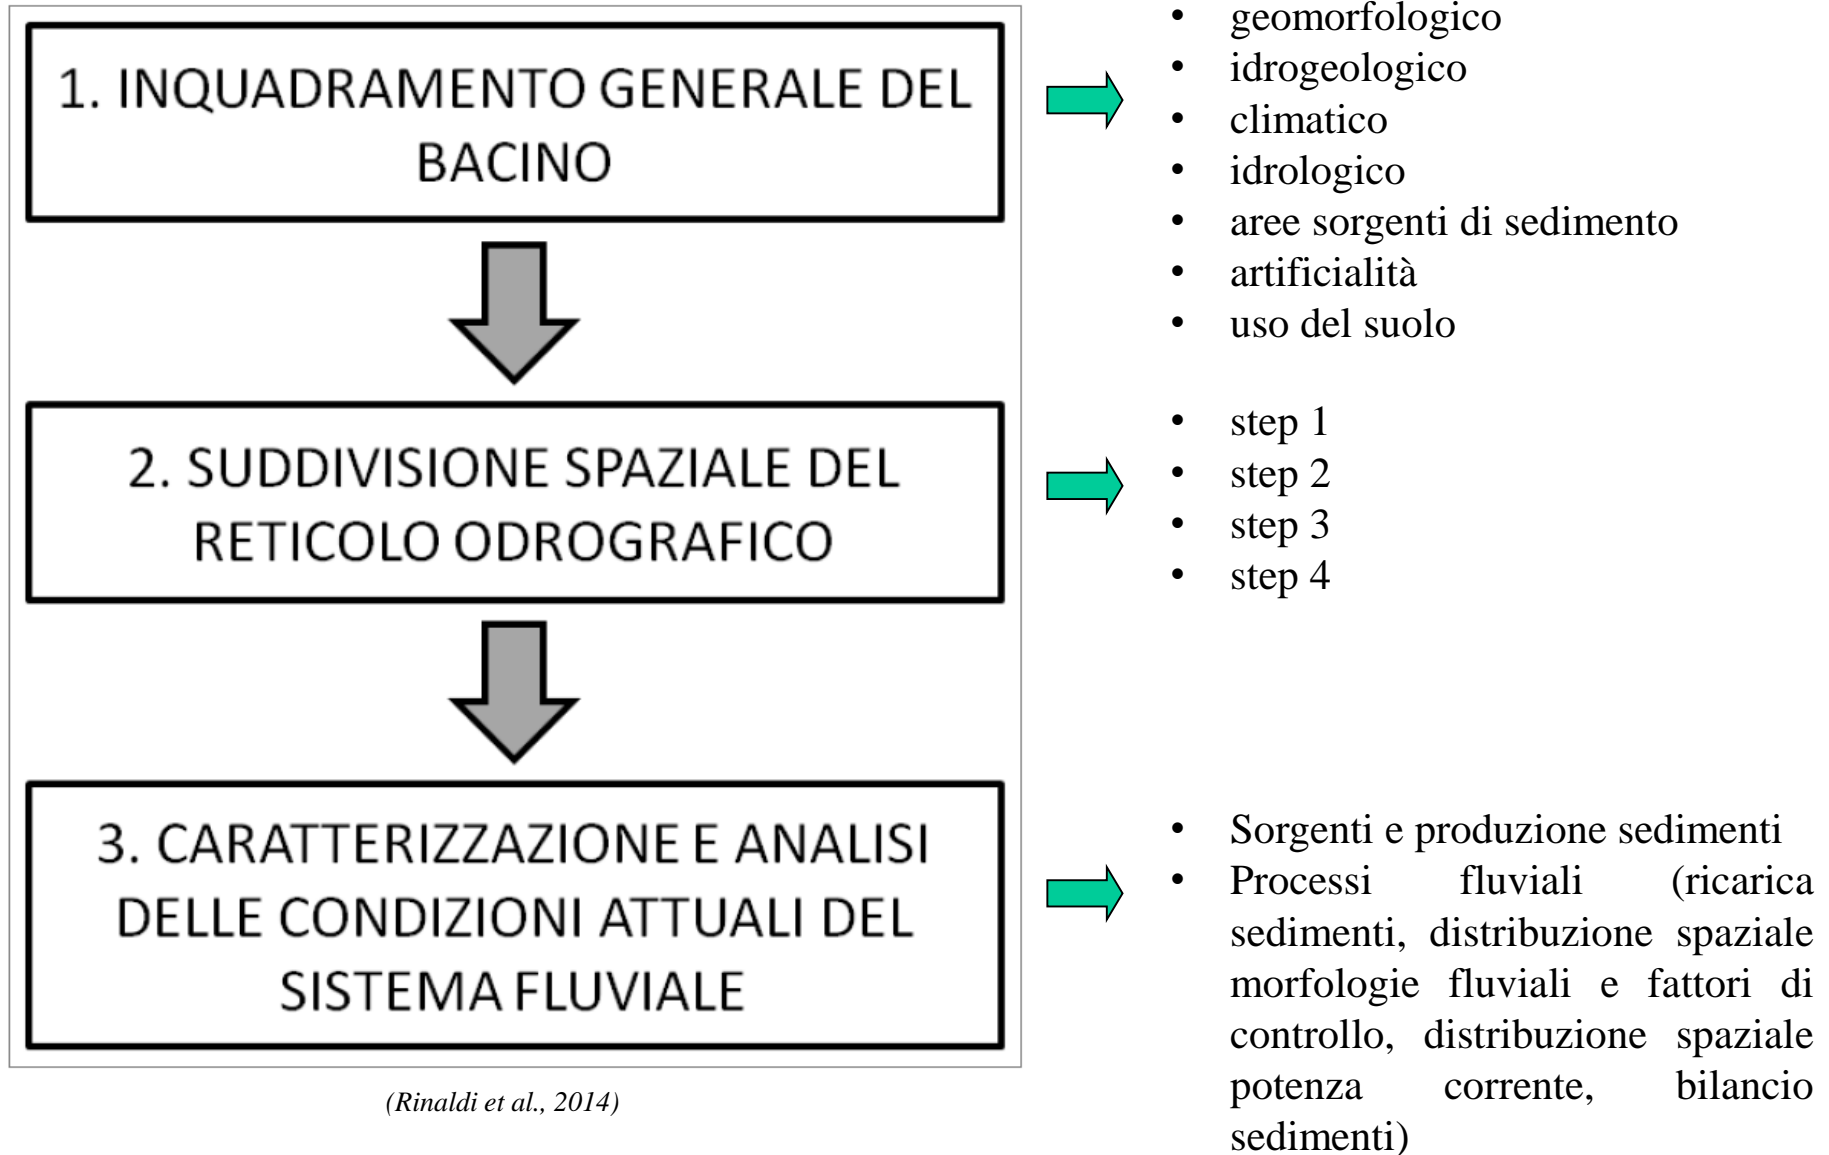 1. INQUADRAMENTO GENERALE DEL
BACINO
• geomorfologico
• idrogeologico
• climatico
• idrologico
• aree sorgenti di sedimento
• artificialità
• uso del suolo
2. SUDDIVISIONE SPAZIALE DEL
RETICOLO ODROGRAFICO
• step 1
• step 2
• step 3
• step 4
3. CARATTERIZZAZIONE E ANALISI
DELLE CONDIZIONI ATTUALI DEL
SISTEMA FLUVIALE
• Sorgenti e produzione sedimenti
• Processi fluviali (ricarica
sedimenti, distribuzione spaziale
morfologie fluviali e fattori di
controllo, distribuzione spaziale
potenza corrente, bilancio
sedimenti)
(Rinaldi et al., 2014)